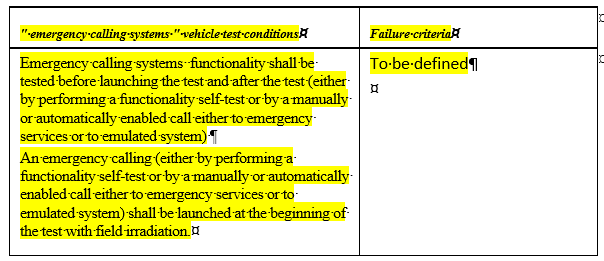 " emergency calling systems " vehicle test conditions
Failure criteria
Emergency calling systems functionality shall be
tested before launching the test and after the test (either
by performing a functionality self-test or by a manually
or automatically enabled call either to emergency
services or to emulated system)
An emergency calling (either by performing a
functionality self-test or by a manually or automatically
enabled call either to emergency services or to
emulated system) shall be launched at the beginning of
the test with field irradiation.
To be defined